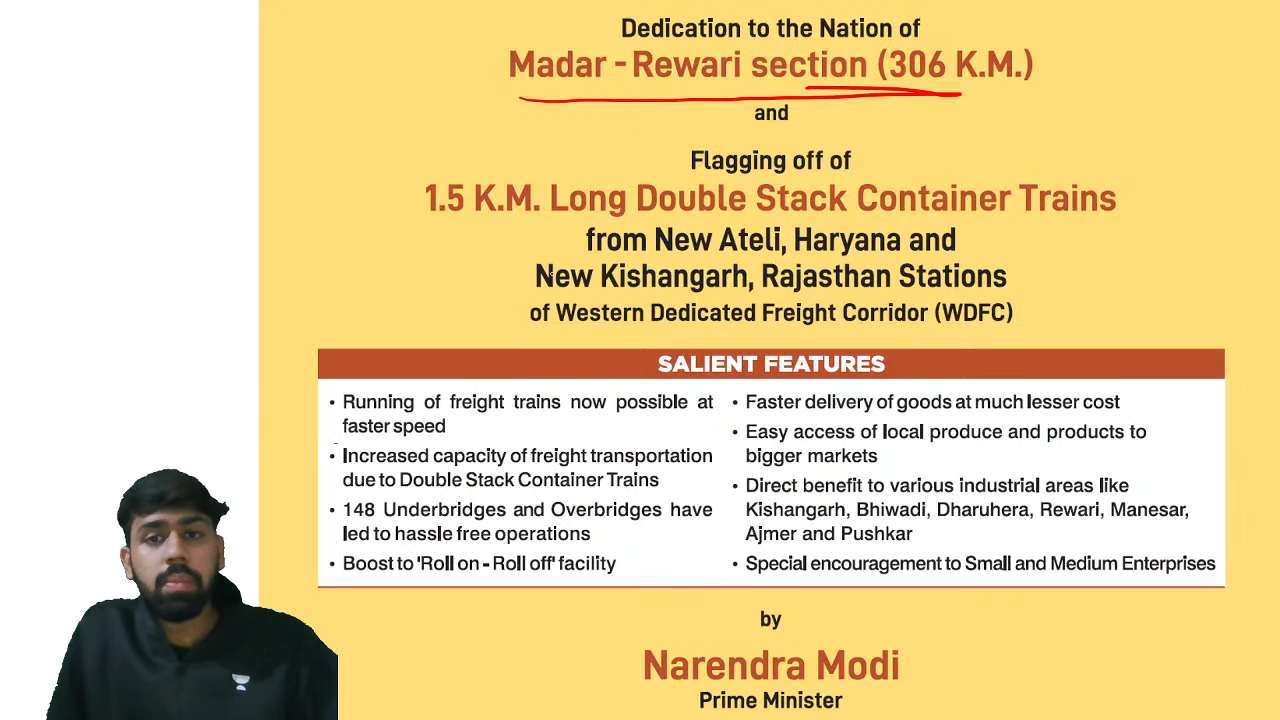 Dedication to the Nation of
Madar - Rewari section (306 K.M.)
and
Flagging off of
1.5 K.M. Long Double Stack Container Trains
from New Ateli, Haryana and
New Kishangarh, Rajasthan Stations
of Western Dedicated Freight Corridor (WDFC)
SALIENT FEATURES
• Running of freight trains now possible at
faster speed
• Increased capacity of freight transportation
due to Double Stack Container Trains
• 148 Underbridges and Overbridges have
led to hassle free operations
• Boost to 'Roll on - Roll off' facility
• Faster delivery of goods at much lesser cost
• Easy access of local produce and products to
bigger markets
• Direct benefit to various industrial areas like
Kishangarh, Bhiwadi, Dharuhera, Rewari, Manesar,
Ajmer and Pushkar
• Special encouragement to Small and Medium Enterprises
by
Narendra Modi
Prime Minister